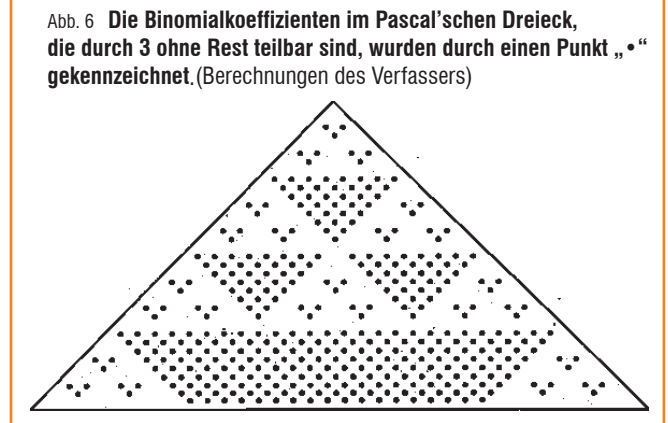 Abb. 6 Die Binomialkoeffizienten im Pascal’schen Dreieck,
die durch 3 ohne Rest teilbar sind, wurden durch einen Punkt „•“
gekennzeichnet.(Berechnungen des Verfassers)